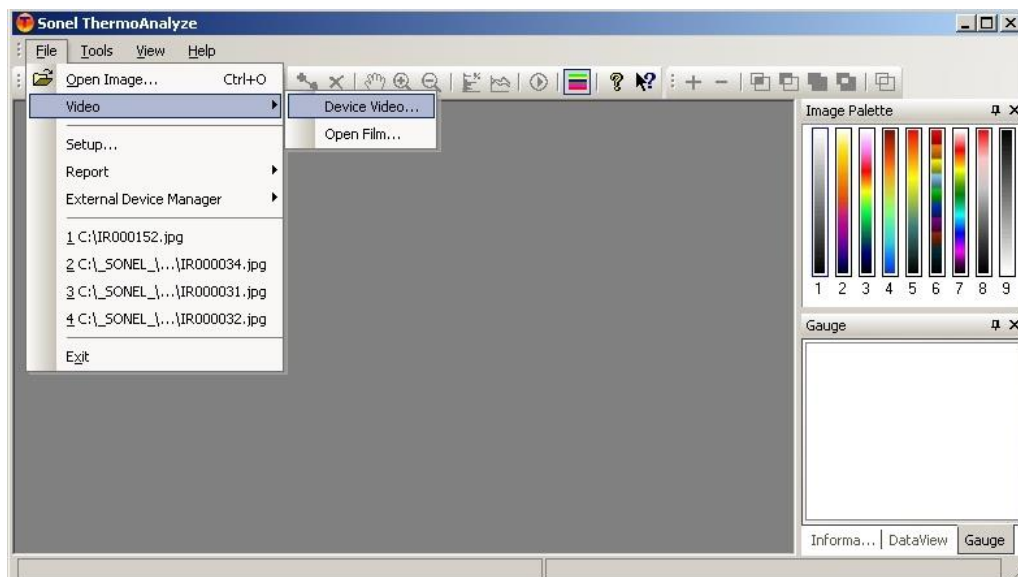 Sonel ThermoAnalyze
File Tools View Help
Open Image... Ctrl+O
Video
Device Video...
Open Film...
Setup...
Report
External Device Manager
1 C:\IR000152.jpg
2 C:\_SONEL_\...\IR000034.jpg
3 C:\_SONEL_\...\IR000031.jpg
4 C:\_SONEL_\...\IR000032.jpg
Exit
Image Palette
1 2 3 4 5 6 7 8 9
Gauge
Informa... DataView Gauge